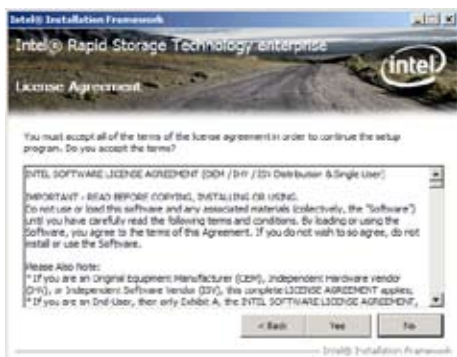 Intel® Installation Framework
Intel® Rapid Storage Technology enterprise
intel
License Agreement
You must accept all of the terms of the license agreement in order to continue the setup
program. Do you accept the terms?
INTEL SOFTWARE LICENSE AGREEMENT (OEM / IHV / ISV Distribution & Single User)
IMPORTANT - READ BEFORE COPYING, INSTALLING OR USING.
Do not use or load this software and any associated materials (collectively, the "Software")
until you have carefully read the following terms and conditions. By loading or using the
Software, you agree to the terms of this Agreement. If you do not wish to so agree, do not
install or use the Software.
Please Also Note:
* If you are an Original Equipment Manufacturer (OEM), Independent Hardware Vendor
(IHV), or Independent Software Vendor (ISV), this complete LICENSE AGREEMENT applies;
* If you are an End-User, then only Exhibit A, the INTEL SOFTWARE LICENSE AGREEMENT,
< Back
Yes
No
Intel® Installation Framework